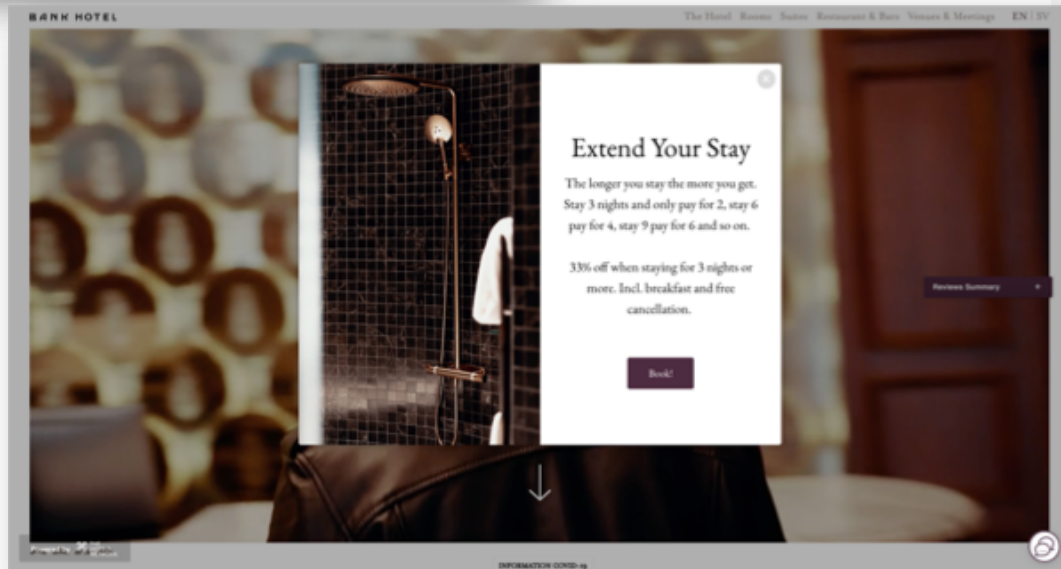 BANK HOTEL
The Hotel Rooms Suites Restaurant & Bars Venues & Meetings EN | SV
Extend Your Stay
The longer you stay the more you get.
Stay 3 nights and only pay for 2, stay 6
pay for 4, stay 9 pay for 6 and so on.
33% off when staying for 3 nights or
more. Incl. breakfast and free
cancellation.
Book!
Reviews Summary +
Powered by
INFORMATION COVID-19